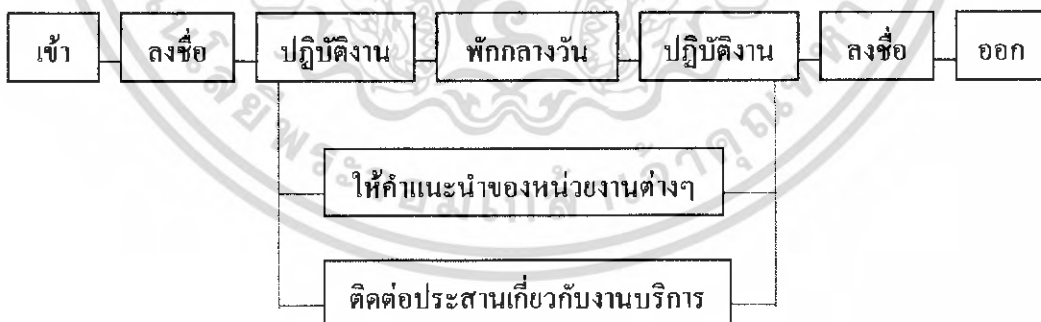 เข้า ลงชื่อ ปฏิบัติงาน พักกลางวัน ปฏิบัติงาน ลงชื่อ ออก
ให้คำแนะนำของหน่วยงานต่างๆ
ติดต่อประสานเกี่ยวกับงานบริการ